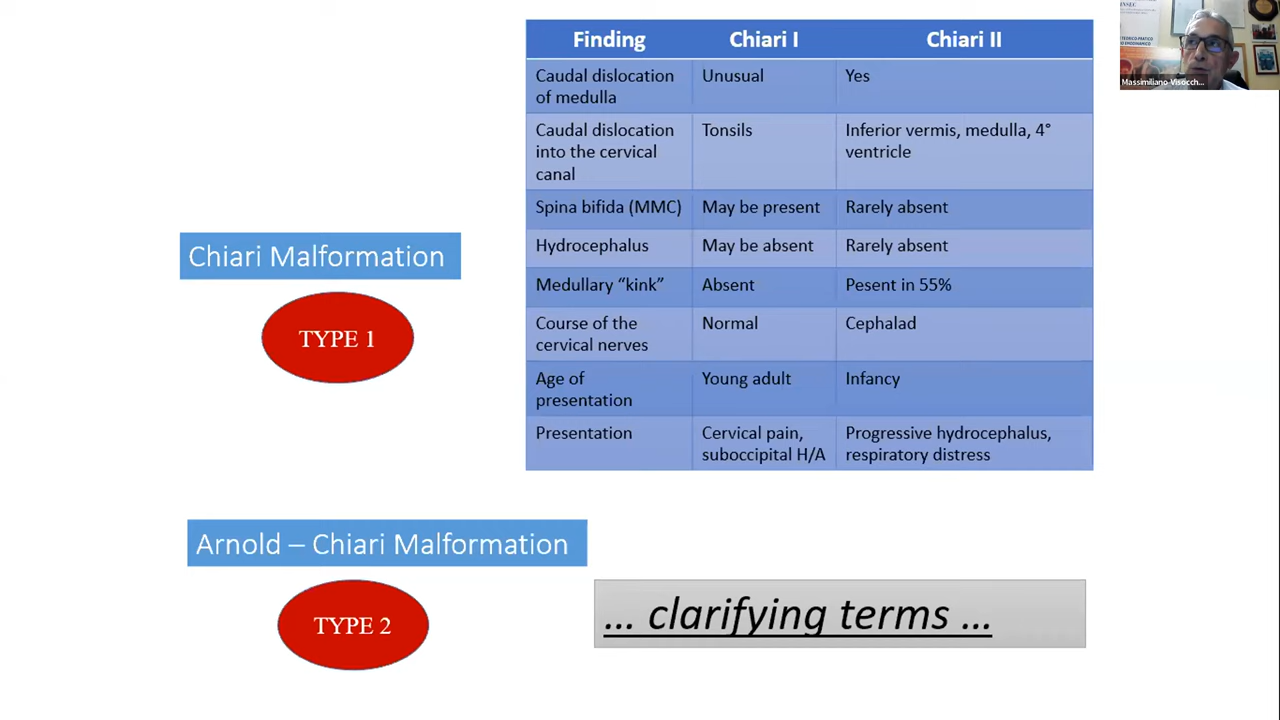 Finding Chiari I Chiari II
Caudal dislocation Unusual Yes
of medulla
Caudal dislocation Tonsils Inferior vermis, medulla, 4°
into the cervical ventricle
canal
Spina bifida (MMC) May be present Rarely absent
Hydrocephalus May be absent Rarely absent
Medullary “kink” Absent Pesent in 55%
Course of the Normal Cephalad
cervical nerves
Age of Young adult Infancy
presentation
Presentation Cervical pain, Progressive hydrocephalus,
suboccipital H/A respiratory distress
Chiari Malformation
TYPE 1
Arnold – Chiari Malformation
TYPE 2
... clarifying terms ...
Massimiliano Visocch...